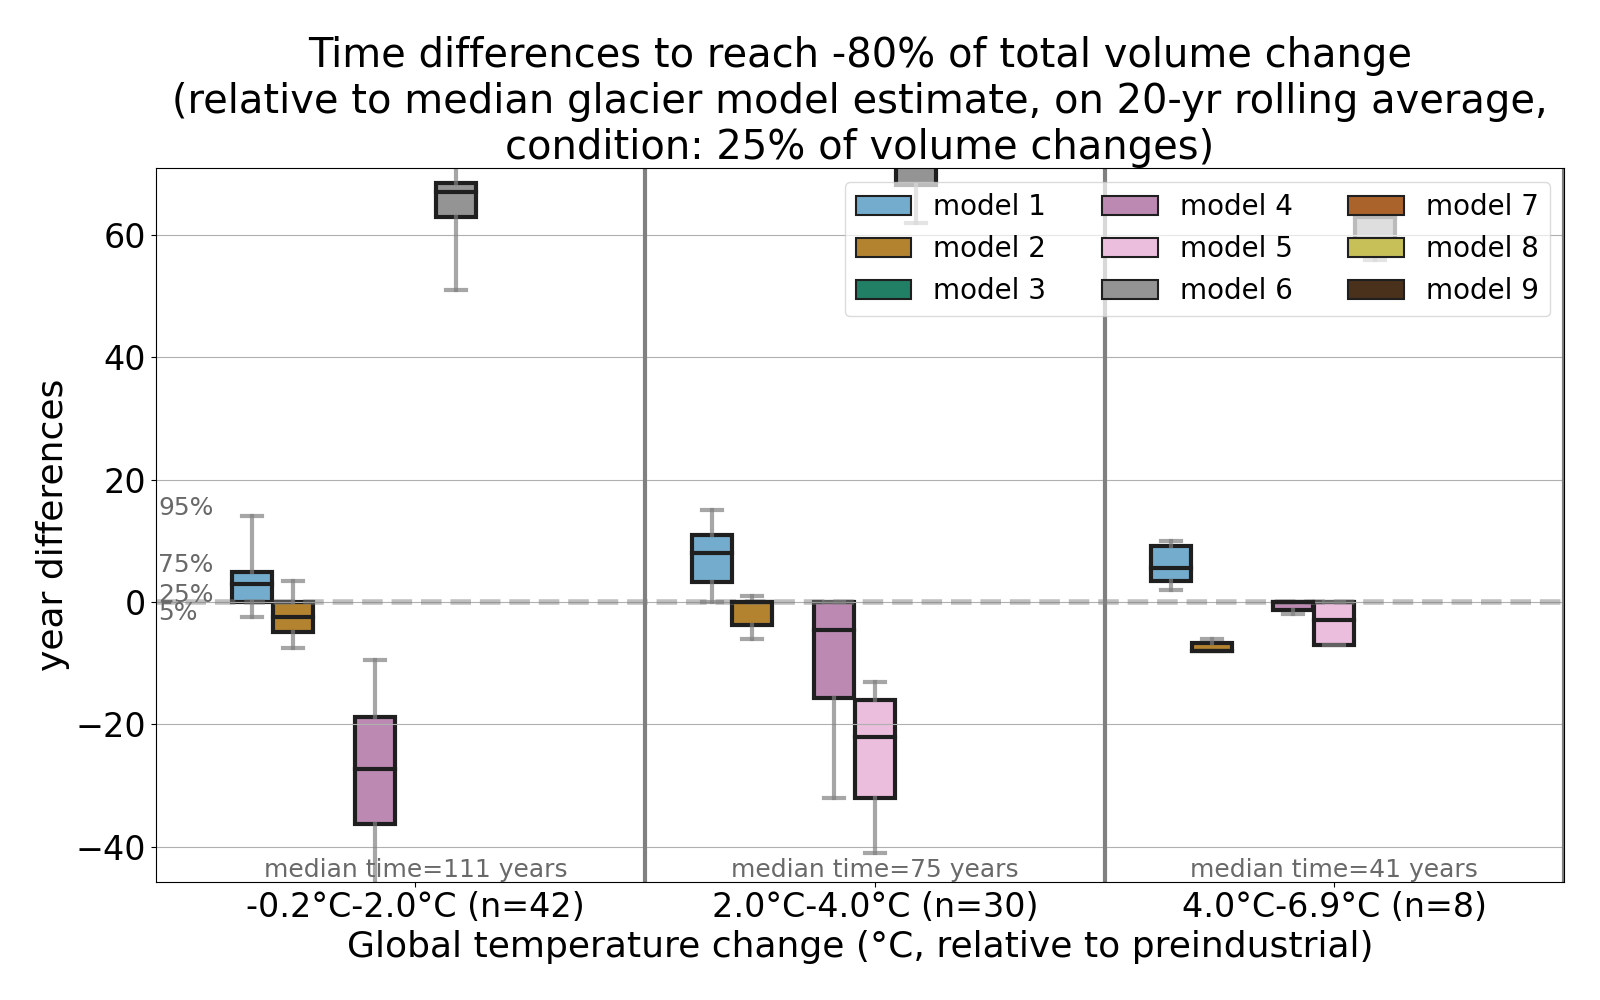 Time differences to reach -80% of total volume change
(relative to median glacier model estimate, on 20-yr rolling average,
condition: 25% of volume changes)
year differences
60
40
20
0
−20
−40
95%
75%
25%
5%
model 1
model 2
model 3
model 4
model 5
model 6
model 7
model 8
model 9
median time=111 years
median time=75 years
median time=41 years
-0.2°C-2.0°C (n=42)
2.0°C-4.0°C (n=30)
4.0°C-6.9°C (n=8)
Global temperature change (°C, relative to preindustrial)